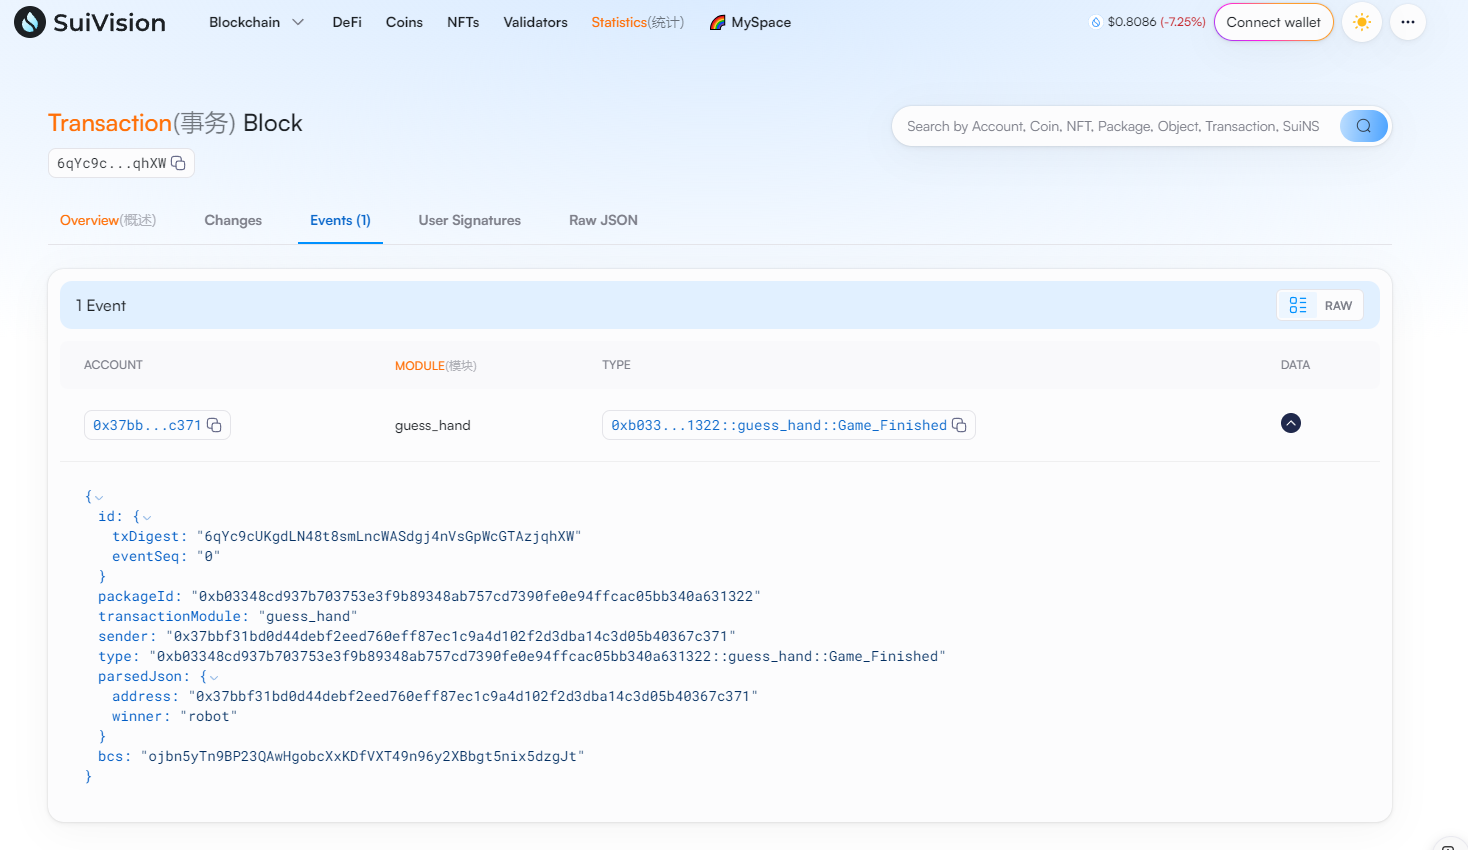 SuiVision
Blockchain DeFi Coins NFTs Validators Statistics(统计) MySpace $0.8086 (-7.25%) Connect wallet
Transaction(事务) Block
Search by Account, Coin, NFT, Package, Object, Transaction, SuiNS
6qYc9c...qhXW
Overview(概述) Changes Events (1) User Signatures Raw JSON
1 Event RAW
ACCOUNT MODULE(模块) TYPE DATA
0x37bb...c371 guess_hand 0xb033...1322::guess_hand::Game_Finished
{
id: {
txDigest: "6qYc9cUKgdLN48t8smLncWASdgj4nVsGpWcGTAzjqhXW"
eventSeq: "0"
}
packageId: "0xb03348cd937b703753e3f9b89348ab757cd7390fe0e94ffcac05bb340a631322"
transactionModule: "guess_hand"
sender: "0x37bbf31bd0d44debf2eed760eff87ec1c9a4d102f2d3dba14c3d05b40367c371"
type: "0xb03348cd937b703753e3f9b89348ab757cd7390fe0e94ffcac05bb340a631322::guess_hand::Game_Finished"
parsedJson: {
address: "0x37bbf31bd0d44debf2eed760eff87ec1c9a4d102f2d3dba14c3d05b40367c371"
winner: "robot"
}
bcs: "ojbn5yTn9BP23QAwHgobcXxKDfVXT49n96y2XBbgt5nix5dzgJt"
}